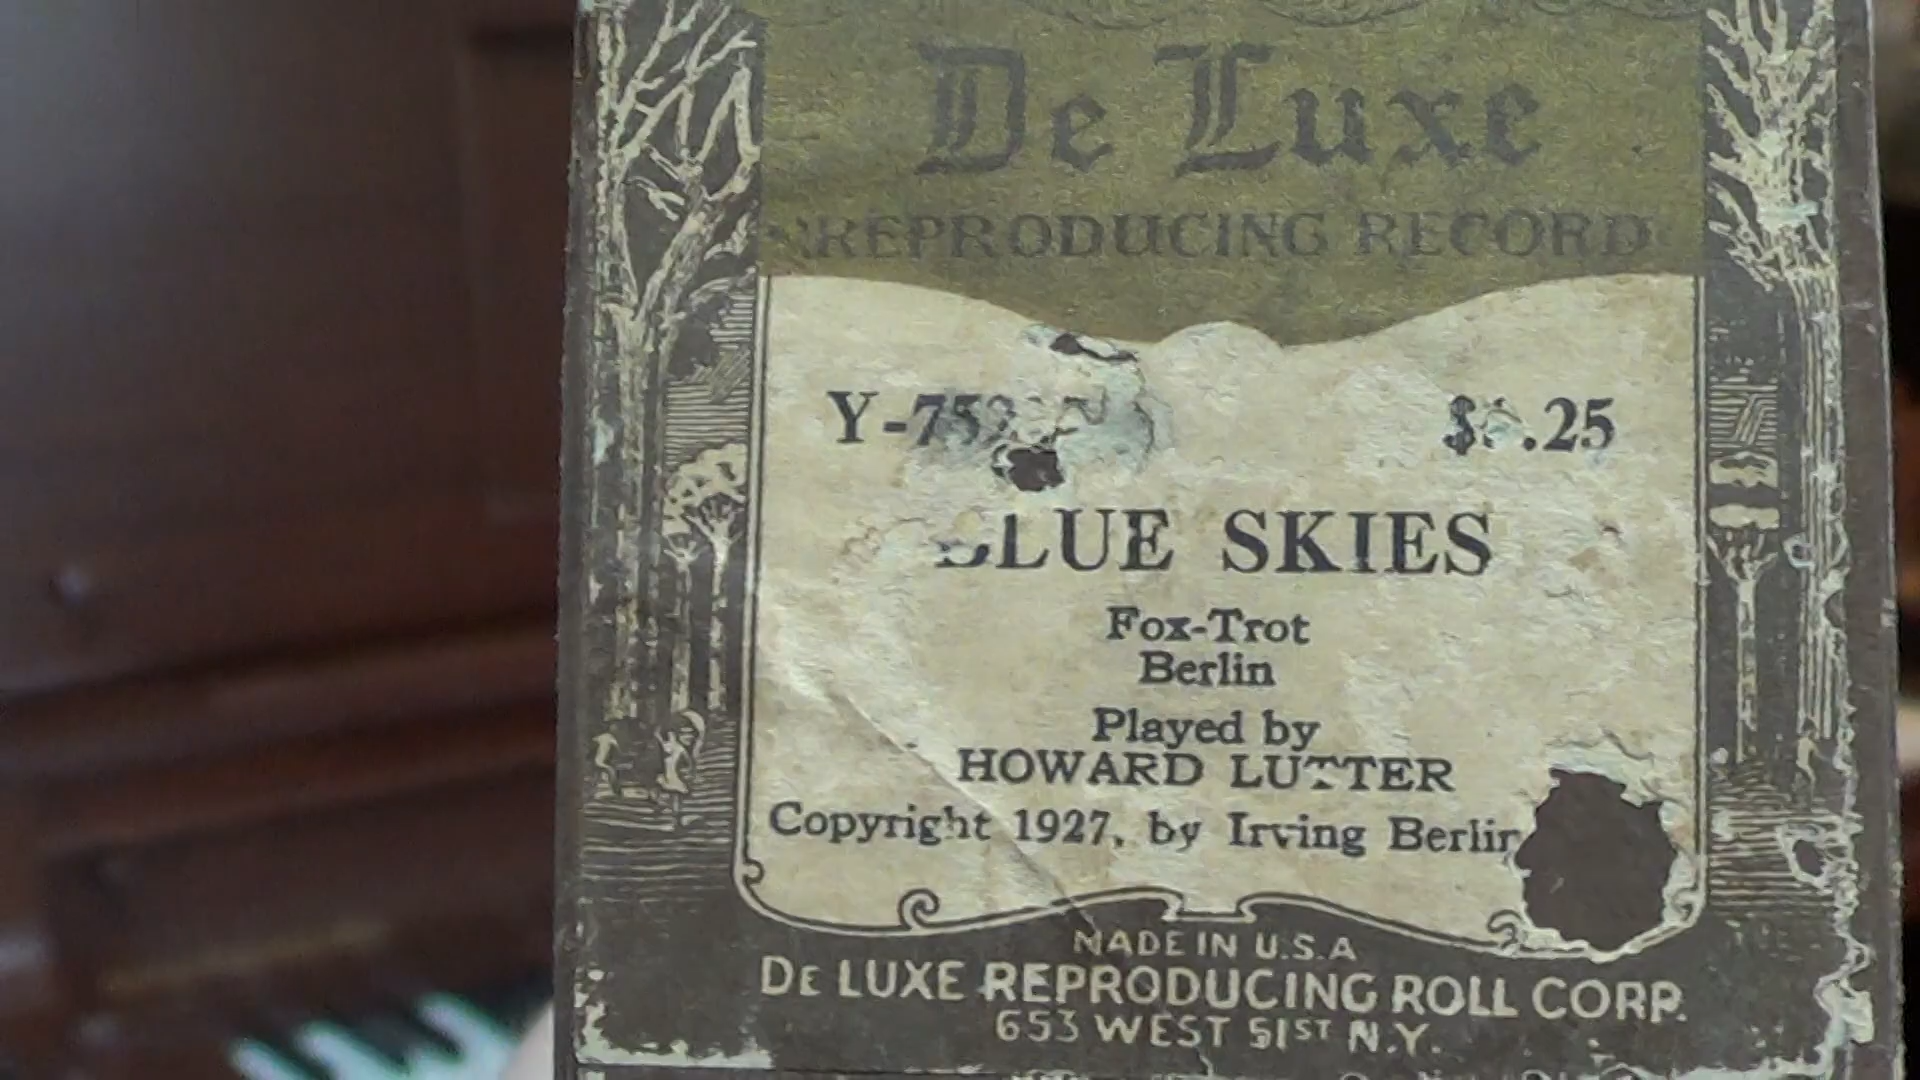 De Luxe
REPRODUCING RECORD
.25
BLUE SKIES
Fox-Trot
Berlin
Played by
HOWARD LUTTER
Copyright 1927, by Irving Berlin
MADE IN U.S.A
DE LUXE REPRODUCING ROLL CORP.
653 WEST 51ST N.Y.